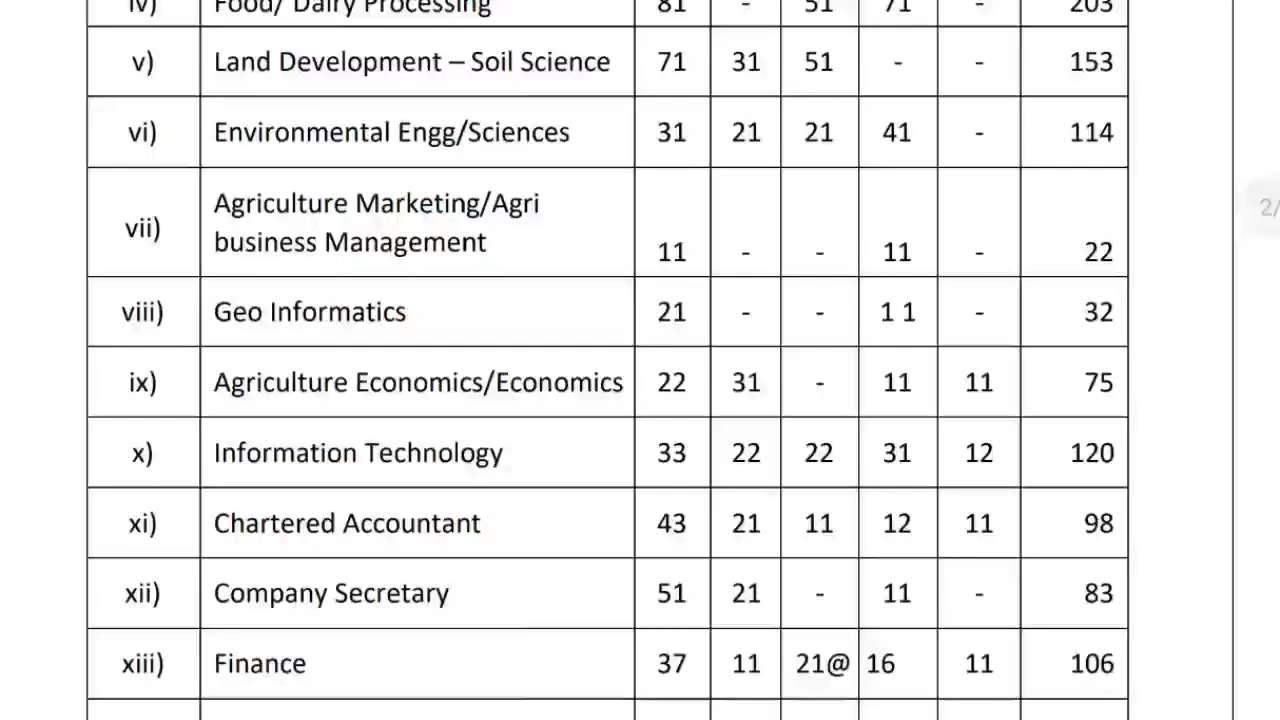 iv) Food/ Dairy Processing 81 - 51 71 - 203
v) Land Development – Soil Science 71 31 51 - - 153
vi) Environmental Engg/Sciences 31 21 21 41 - 114
Agriculture Marketing/Agri
vii) business Management 11 - - 11 - 22
viii) Geo Informatics 21 - - 1 1 - 32
ix) Agriculture Economics/Economics 22 31 - 11 11 75
x) Information Technology 33 22 22 31 12 120
xi) Chartered Accountant 43 21 11 12 11 98
xii) Company Secretary 51 21 - 11 - 83
xiii) Finance 37 11 21@ 16 11 106
2/